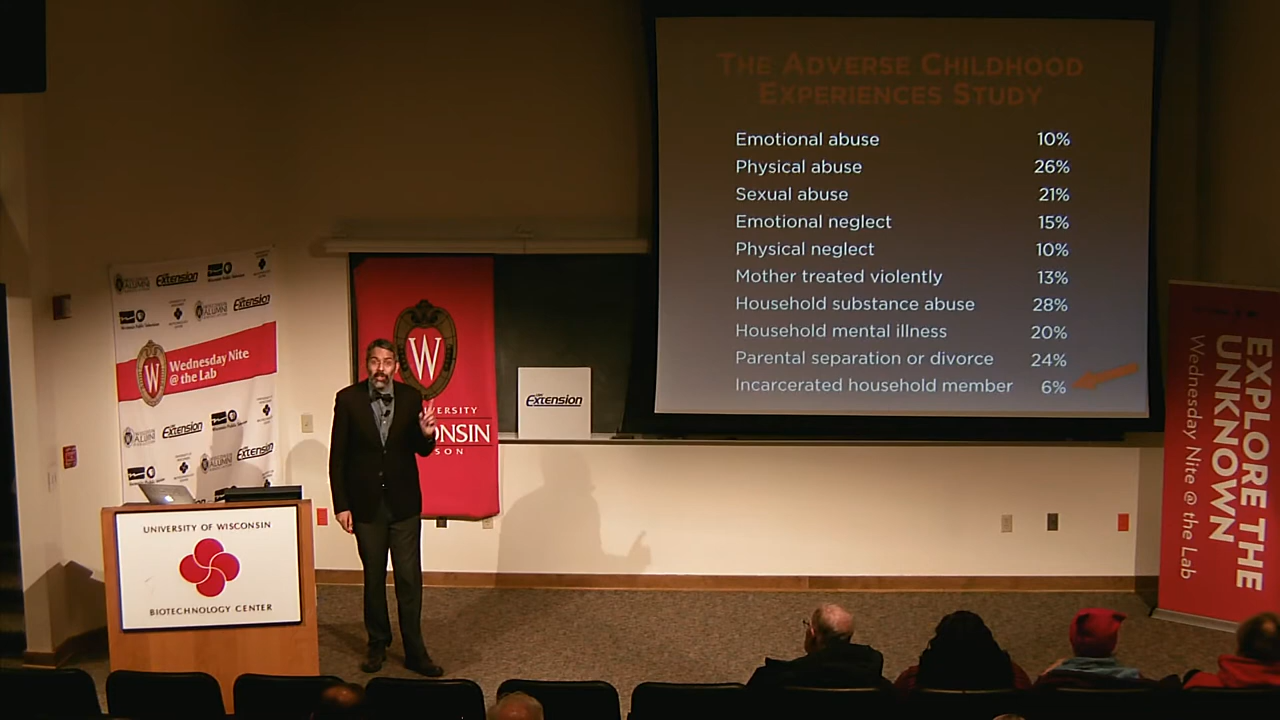 THE ADVERSE CHILDHOOD
EXPERIENCES STUDY
Emotional abuse 10%
Physical abuse 26%
Sexual abuse 21%
Emotional neglect 15%
Physical neglect 10%
Mother treated violently 13%
Household substance abuse 28%
Household mental illness 20%
Parental separation or divorce 24%
Incarcerated household member 6%
Extension
ALUMNI
Extension
Wednesday Nite
@ the Lab
W
Extension
Extension
W
VERSITY
ONSIN
SON
Extension
UNIVERSITY OF WISCONSIN
BIOTECHNOLOGY CENTER
EXPLORE THE
UNKNOWN
Wednesday Nite @ the Lab